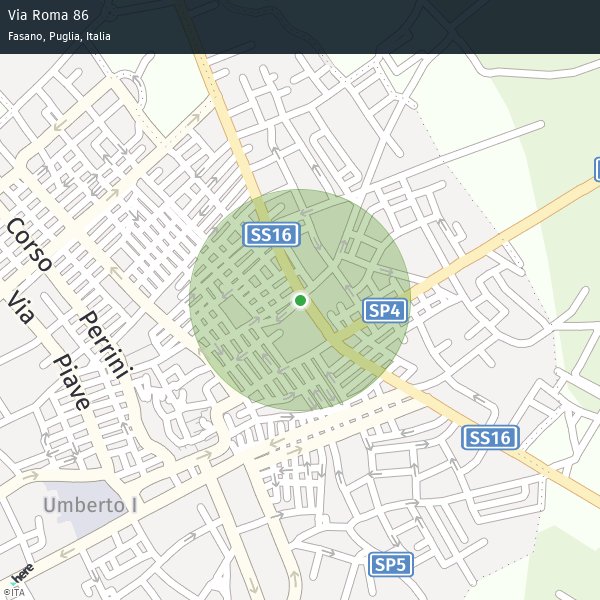 Via Roma 86
Fasano, Puglia, Italia
SS16
Corso Perrini
SP4
Via Piave
SS16
Umberto I
SP5
here
©ITA